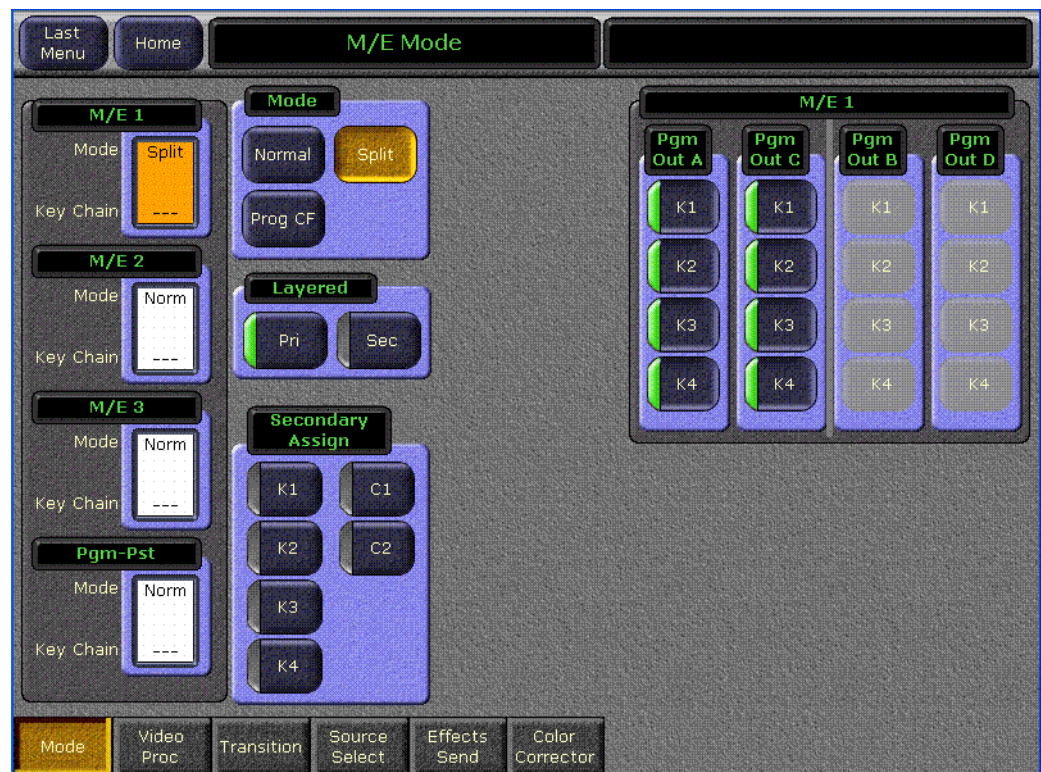 Last Menu
Home
M/E Mode
M/E 1
Mode
Split
Key Chain
---
M/E 2
Mode
Norm
Key Chain
---
M/E 3
Mode
Norm
Key Chain
---
Pgm-Pst
Mode
Norm
Key Chain
---
Mode
Normal
Split
Prog CF
Layered
Pri
Sec
Secondary
Assign
K1
C1
K2
C2
K3
K4
M/E 1
Pgm Out A
Pgm Out C
Pgm Out B
Pgm Out D
K1
K1
K1
K1
K2
K2
K2
K2
K3
K3
K3
K3
K4
K4
K4
K4
Mode
Video Proc
Transition
Source Select
Effects Send
Color Corrector